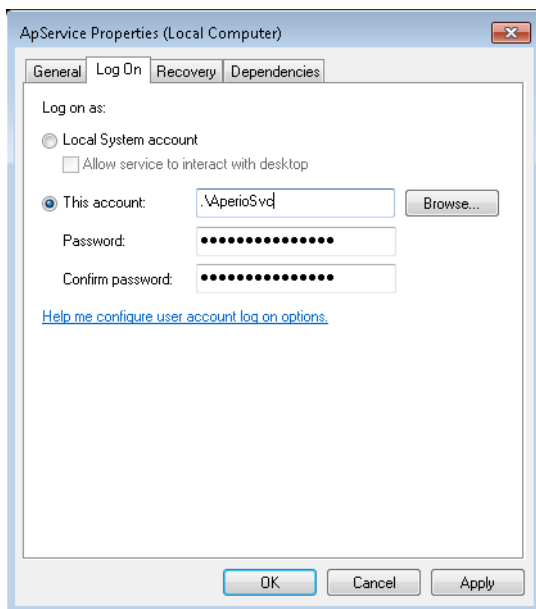 ApService Properties (Local Computer)
General Log On Recovery Dependencies
Log on as:
Local System account
Allow service to interact with desktop
This account: .\AperioSvc Browse...
Password: ●●●●●●●●●●●●●●●
Confirm password: ●●●●●●●●●●●●●●●
Help me configure user account log on options.
OK Cancel Apply